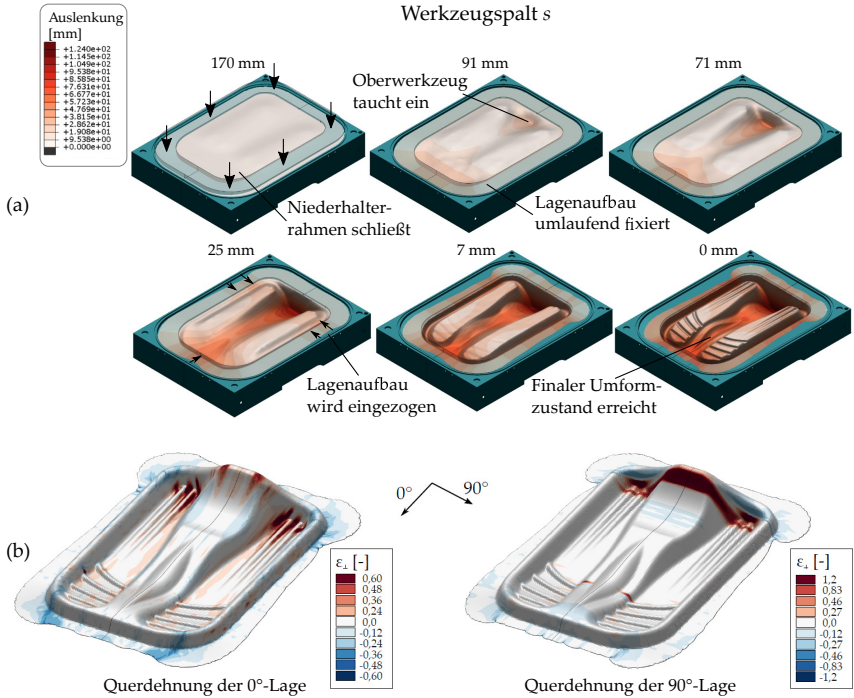 Werkzeugspalt s
Auslenkung
[mm]
+1.240e+02
+1.145e+02
+1.049e+02
+9.538e+01
+8.585e+01
+7.631e+01
+6.677e+01
+5.723e+01
+4.769e+01
+3.815e+01
+2.862e+01
+1.908e+01
+9.538e+00
+0.000e+00
(a)
170 mm
91 mm
71 mm
Oberwerkzeug
taucht ein
Niederhalter-
rahmen schließt
Lagenaufbau
umlaufend fixiert
25 mm
7 mm
0 mm
Lagenaufbau
wird eingezogen
Finaler Umform-
zustand erreicht
(b)
0°
90°
ε⊥ [-]
0,60
0,48
0,36
0,24
0,0
-0,12
-0,24
-0,36
-0,48
-0,60
Querdehnung der 0°-Lage
ε⊥ [-]
1,2
0,83
0,46
0,27
0,0
-0,12
-0,27
-0,46
-0,83
-1,2
Querdehnung der 90°-Lage